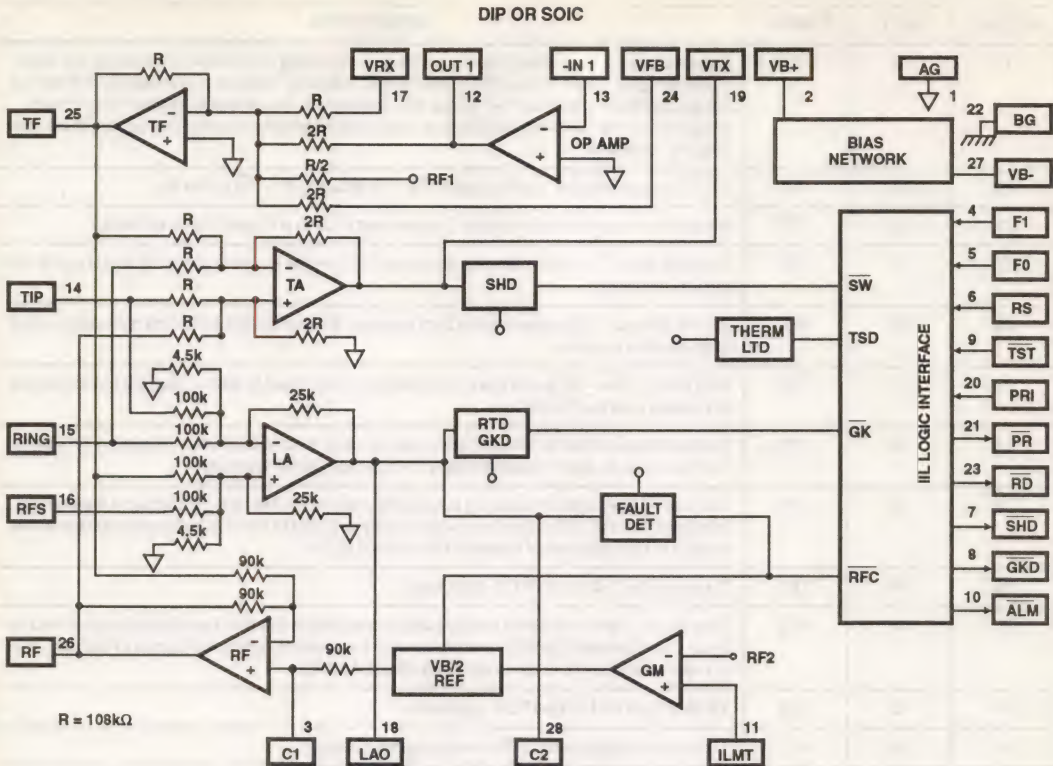 DIP OR SOIC
R
VRX
OUT 1
-IN 1
VFB
VTX
VB+
AG
17
12
13
24
19
2
1
TF
25
TF
−
+
R
2R
R/2
2R
RF1
−
+
OP AMP
BIAS
NETWORK
22
BG
27
VB-
R
R
TIP
14
R
R
2R
−
TA
+
2R
SHD
THERM
LTD
SW
TSD
GK
RFC
IIL LOGIC INTERFACE
4
F1
5
F0
6
RS
9
TST
20
PRI
21
PR
23
RD
7
SHD
8
GKD
10
ALM
4.5k
100k
RING
15
100k
100k
RFS
16
100k
4.5k
25k
−
LA
+
25k
RTD
GKD
FAULT
DET
90k
90k
RF
26
−
RF
+
90k
VB/2
REF
GM
−
+
RF2
R = 108kΩ
3
C1
18
LAO
28
C2
11
ILMT